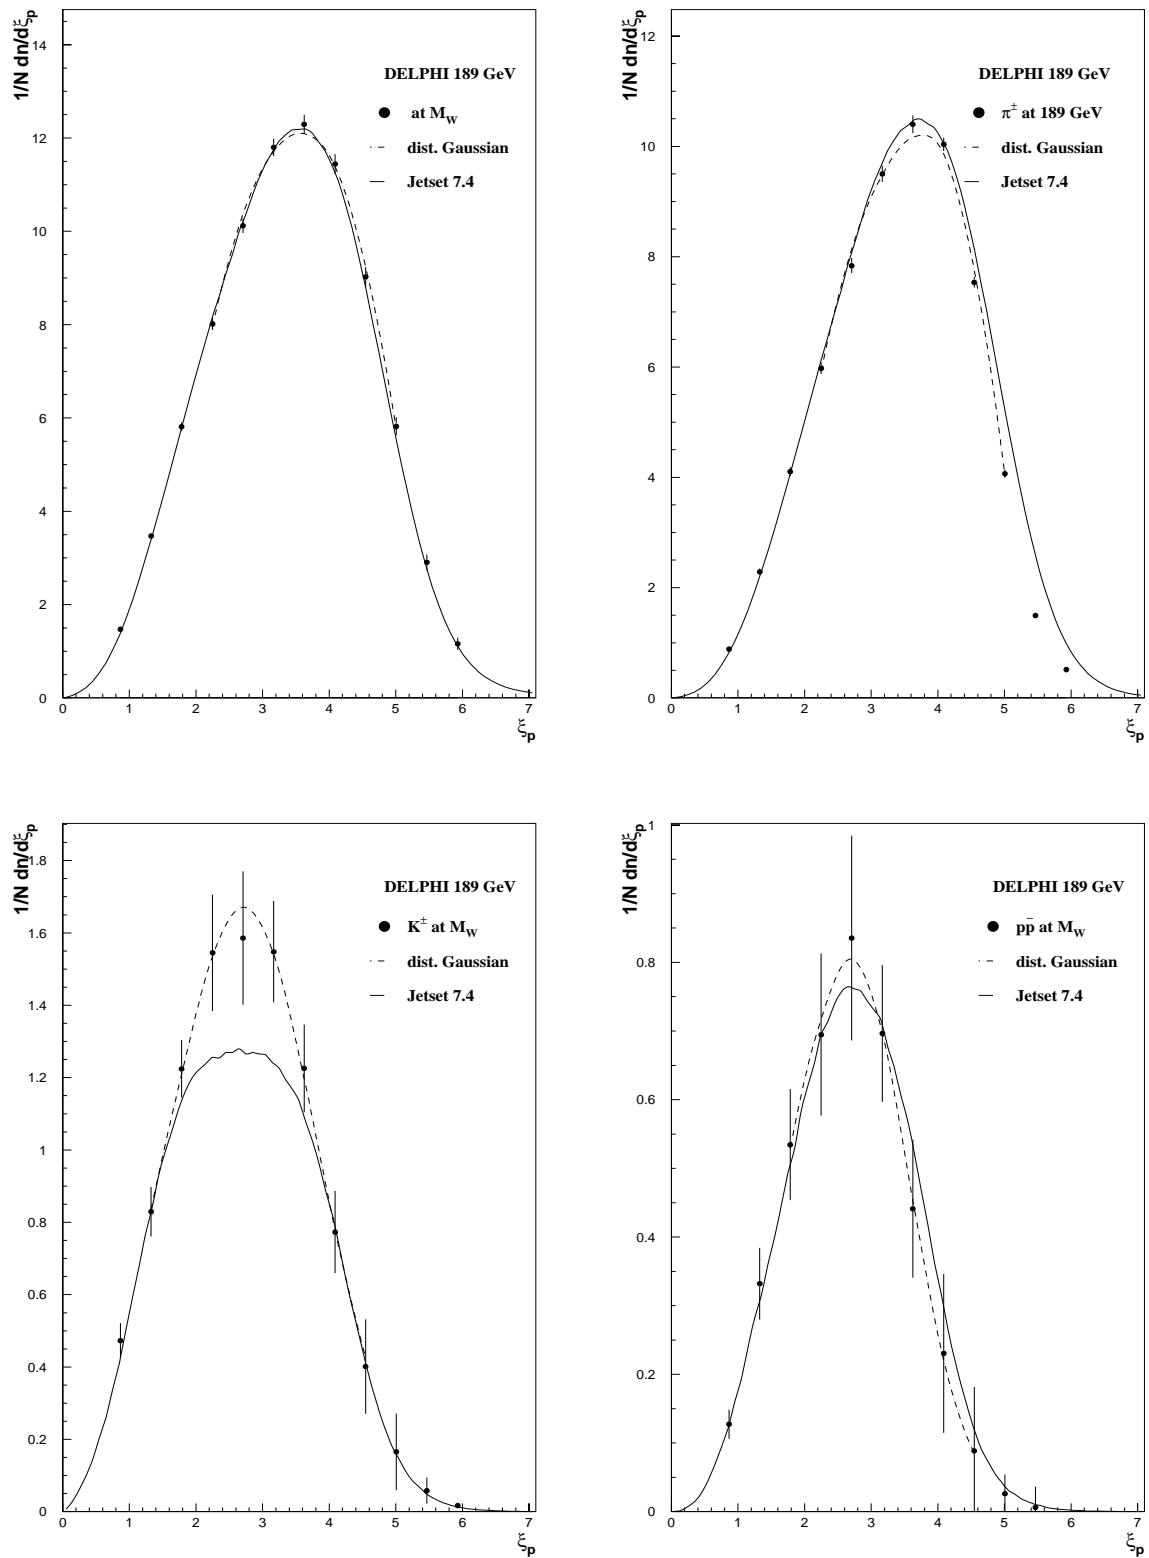 1/N dn/dξp
14
12
10
8
6
4
2
0
DELPHI 189 GeV
at MW
dist. Gaussian
Jetset 7.4
0 1 2 3 4 5 6 7
ξp
1/N dn/dξp
12
10
8
6
4
2
0
DELPHI 189 GeV
π± at 189 GeV
dist. Gaussian
Jetset 7.4
0 1 2 3 4 5 6 7
ξp
1/N dn/dξp
1.8
1.6
1.4
1.2
1
0.8
0.6
0.4
0.2
0
DELPHI 189 GeV
K± at MW
dist. Gaussian
Jetset 7.4
0 1 2 3 4 5 6 7
ξp
1/N dn/dξp
1
0.8
0.6
0.4
0.2
0
DELPHI 189 GeV
pp̄ at MW
dist. Gaussian
Jetset 7.4
0 1 2 3 4 5 6 7
ξp